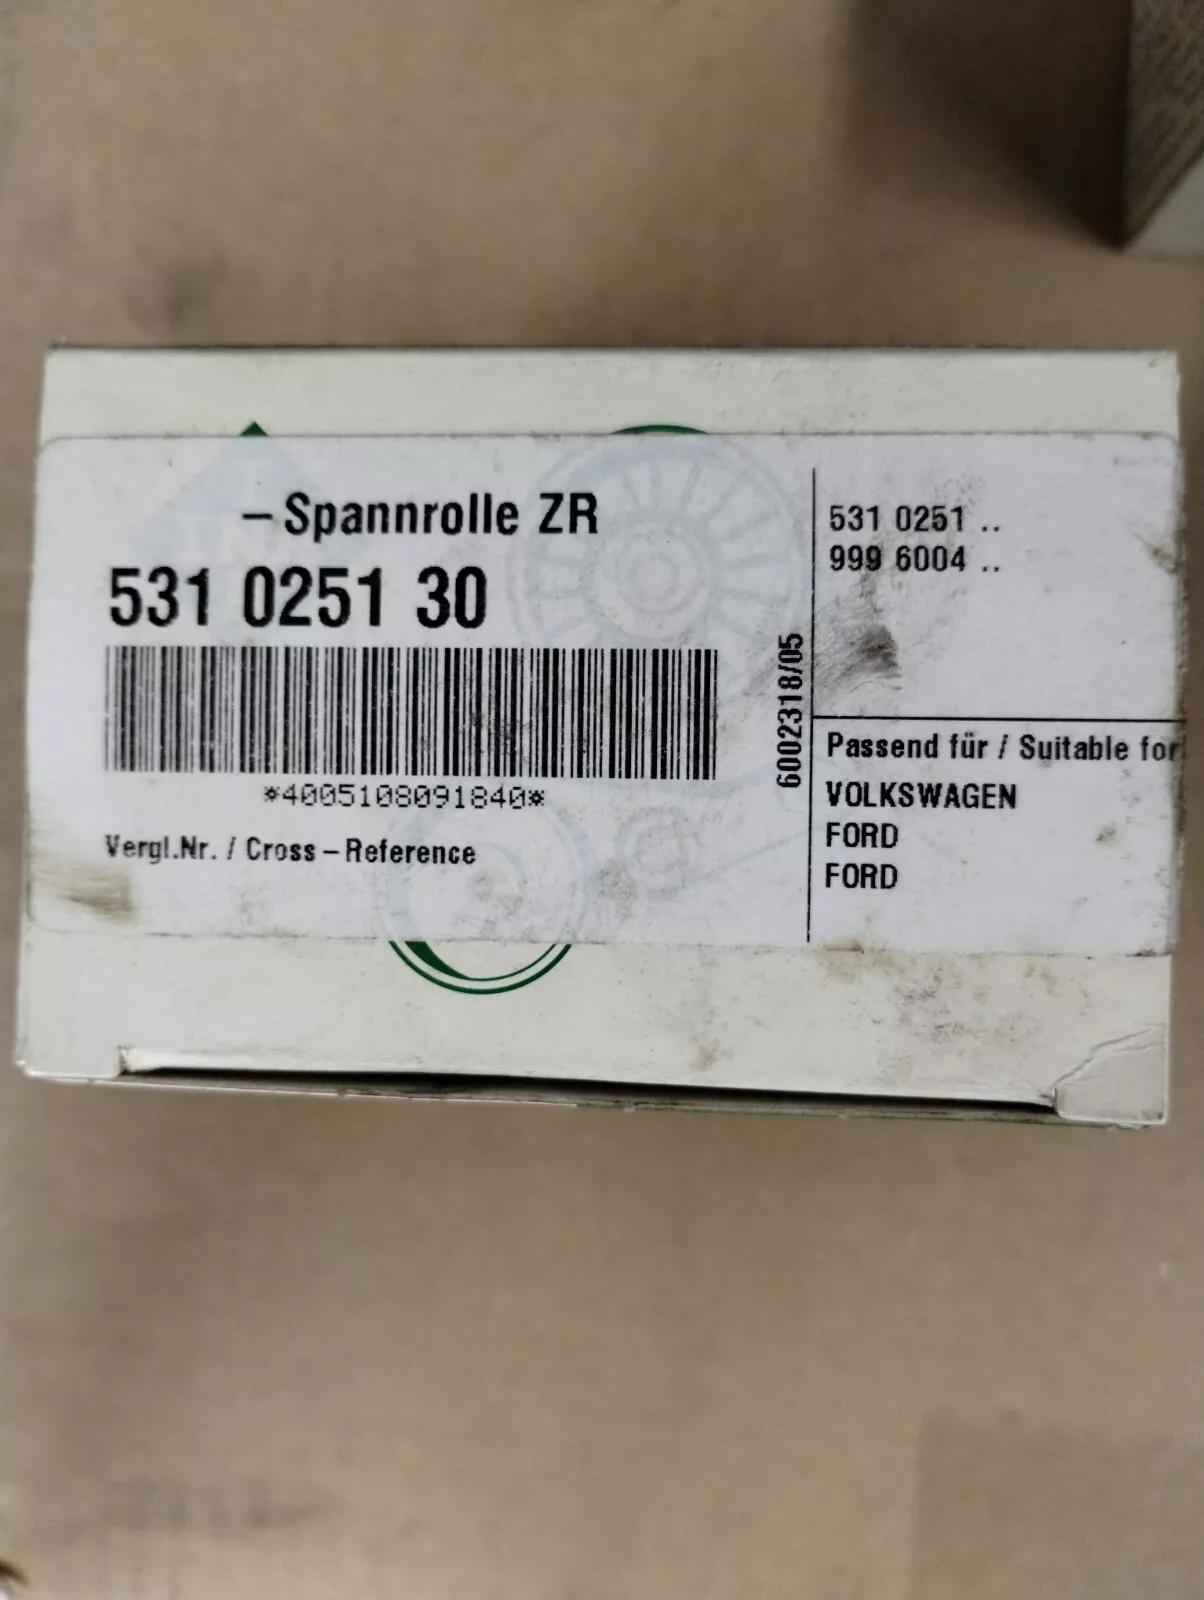 –Spannrolle ZR
531 0251 30
*4005108091840*
Vergl.Nr. / Cross–Reference
6002318/05
531 0251 ..
999 6004 ..
Passend für / Suitable for
VOLKSWAGEN
FORD
FORD